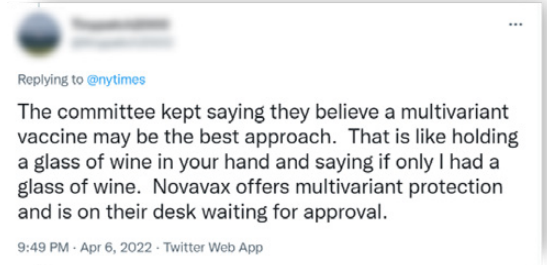 Replying to @nytimes
The committee kept saying they believe a multivariant
vaccine may be the best approach.  That is like holding
a glass of wine in your hand and saying if only I had a
glass of wine.  Novavax offers multivariant protection
and is on their desk waiting for approval.
9:49 PM · Apr 6, 2022 · Twitter Web App